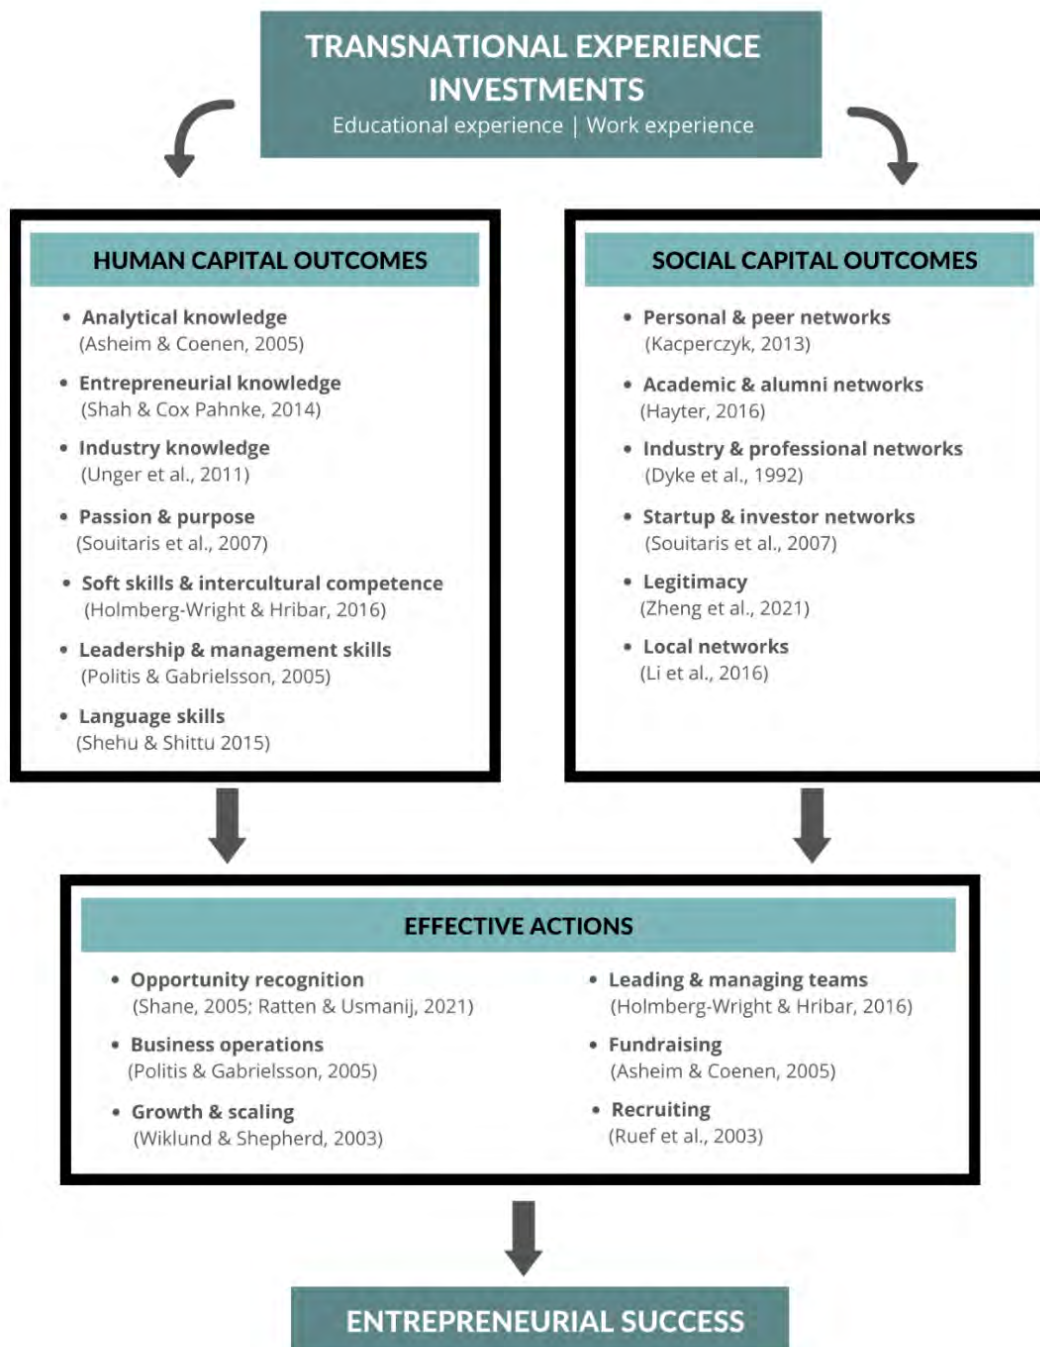 TRANSNATIONAL EXPERIENCE
INVESTMENTS
Educational experience | Work experience
HUMAN CAPITAL OUTCOMES
• Analytical knowledge
(Asheim & Coenen, 2005)
• Entrepreneurial knowledge
(Shah & Cox Pahnke, 2014)
• Industry knowledge
(Unger et al., 2011)
• Passion & purpose
(Souitaris et al., 2007)
• Soft skills & intercultural competence
(Holmberg-Wright & Hribar, 2016)
• Leadership & management skills
(Politis & Gabrielsson, 2005)
• Language skills
(Shehu & Shittu 2015)
SOCIAL CAPITAL OUTCOMES
• Personal & peer networks
(Kacperczyk, 2013)
• Academic & alumni networks
(Hayter, 2016)
• Industry & professional networks
(Dyke et al., 1992)
• Startup & investor networks
(Souitaris et al., 2007)
• Legitimacy
(Zheng et al., 2021)
• Local networks
(Li et al., 2016)
EFFECTIVE ACTIONS
• Opportunity recognition
(Shane, 2005; Ratten & Usmanij, 2021)
• Business operations
(Politis & Gabrielsson, 2005)
• Growth & scaling
(Wiklund & Shepherd, 2003)
• Leading & managing teams
(Holmberg-Wright & Hribar, 2016)
• Fundraising
(Asheim & Coenen, 2005)
• Recruiting
(Ruef et al., 2003)
ENTREPRENEURIAL SUCCESS